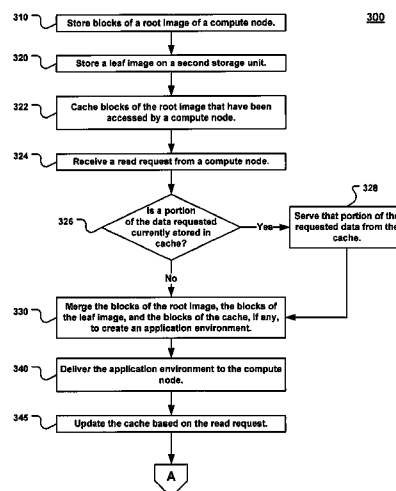 300
310
Store blocks of a root image of a compute node.
320
Store a leaf image on a second storage unit.
322
Cache blocks of the root image that have been
accessed by a compute node.
324
Receive a read request from a compute node.
326
Is a portion
of the data requested
currently stored in
cache?
Yes
328
Serve that portion of the
requested data from the
cache.
No
330
Merge the blocks of the root image, the blocks of
the leaf image, and the blocks of the cache, if any,
to create an application environment.
340
Deliver the application environment to the compute
node.
345
Update the cache based on the read request.
A